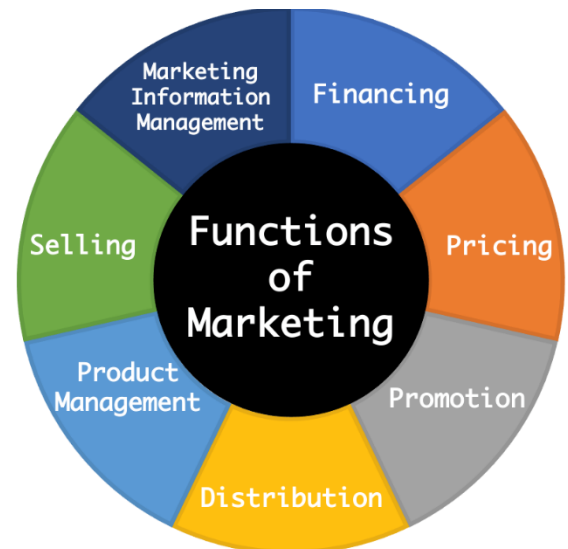 Functions
of
Marketing
Financing
Pricing
Promotion
Distribution
Product
Management
Selling
Marketing
Information
Management